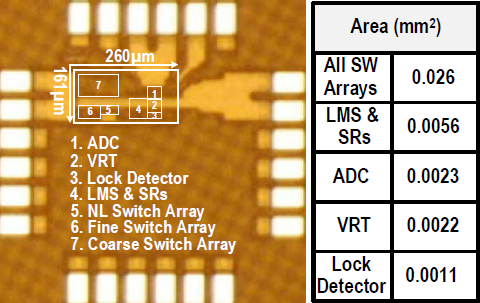 260µm
161µm
7
1
6
5
4
2
3
1. ADC
2. VRT
3. Lock Detector
4. LMS & SRs
5. NL Switch Array
6. Fine Switch Array
7. Coarse Switch Array
Area (mm²)
All SW Arrays 0.026
LMS & SRs 0.0056
ADC 0.0023
VRT 0.0022
Lock Detector 0.0011